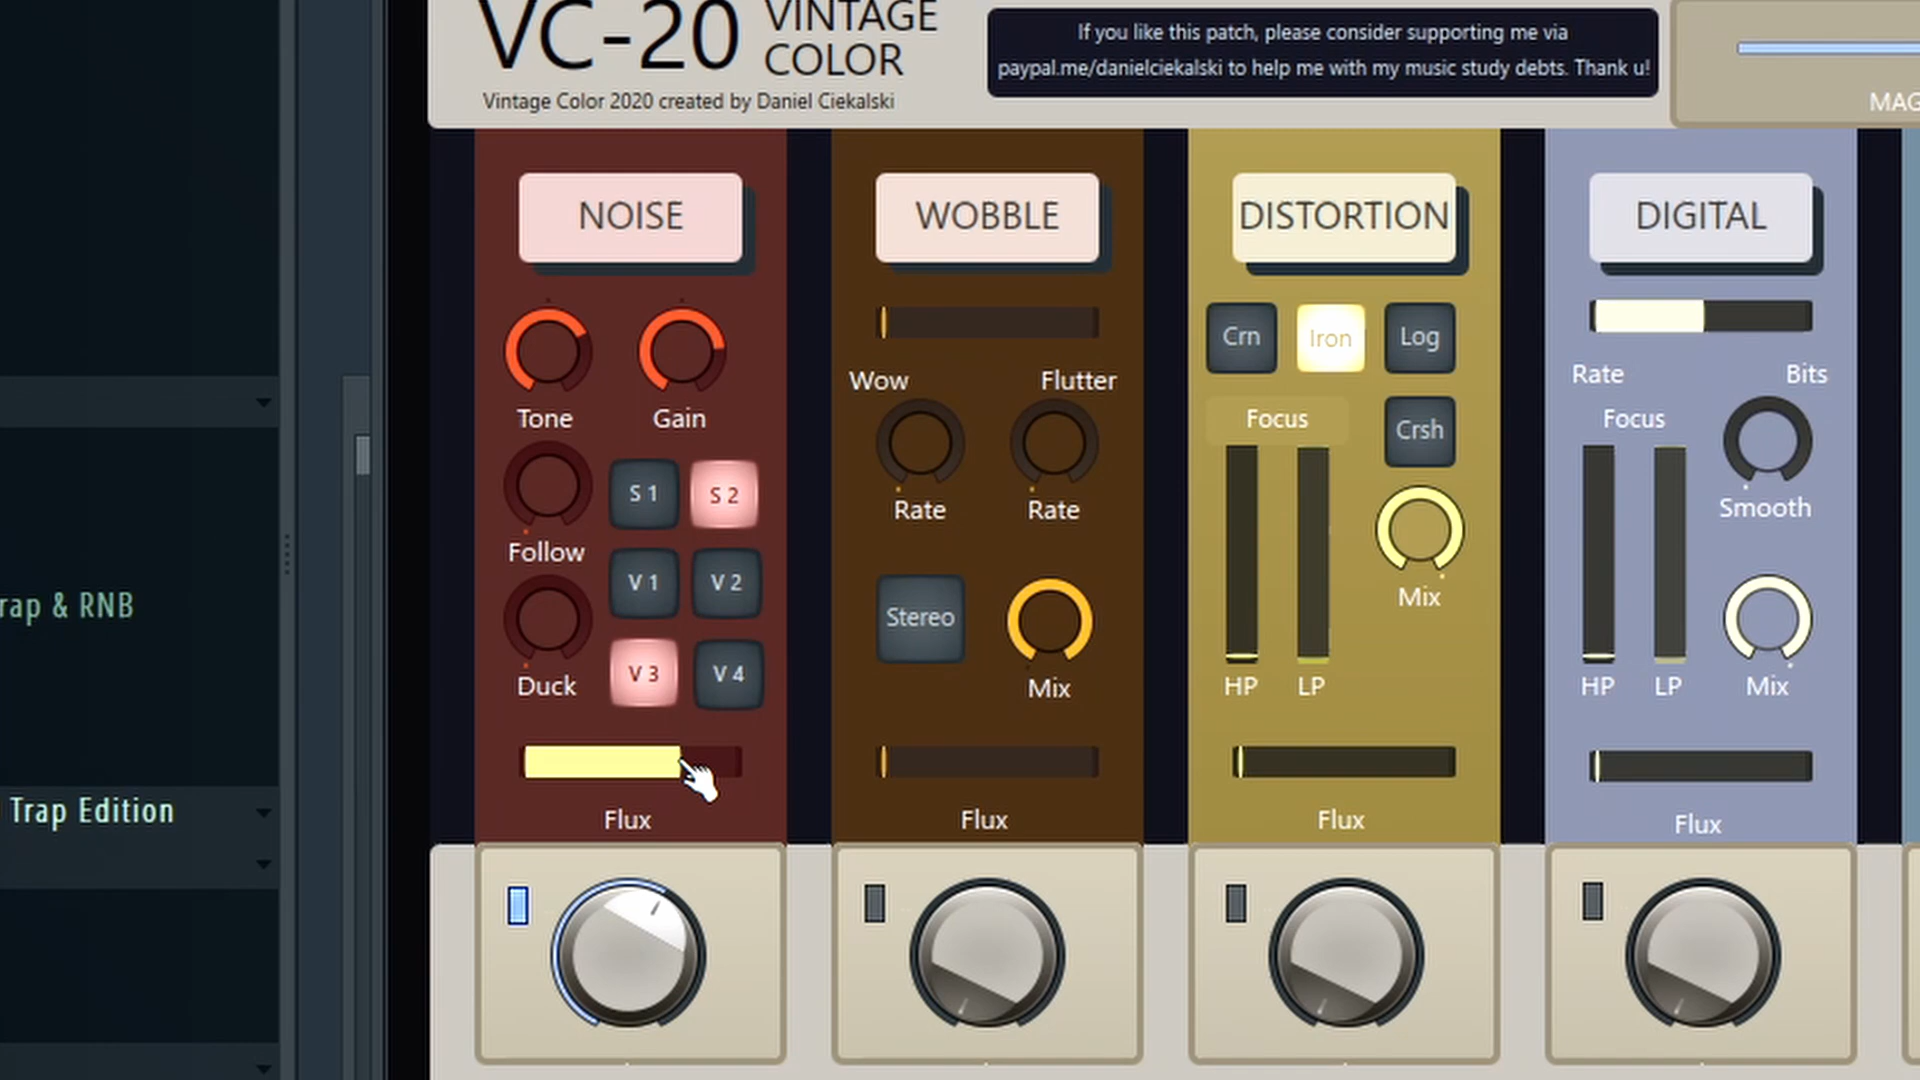 VC-20 VINTAGE
COLOR
Vintage Color 2020 created by Daniel Ciekalski
If you like this patch, please consider supporting me via
paypal.me/danielciekalski to help me with my music study debts. Thank u!
MAG
NOISE
Tone Gain
Follow
S 1 S 2
V 1 V 2
Duck
V 3 V 4
Flux
WOBBLE
Wow Flutter
Rate Rate
Stereo
Mix
Flux
DISTORTION
Crn Iron Log
Focus
Crsh
Mix
HP LP
Flux
DIGITAL
Rate Bits
Focus
Smooth
HP LP Mix
Flux
rap & RNB
Trap Edition